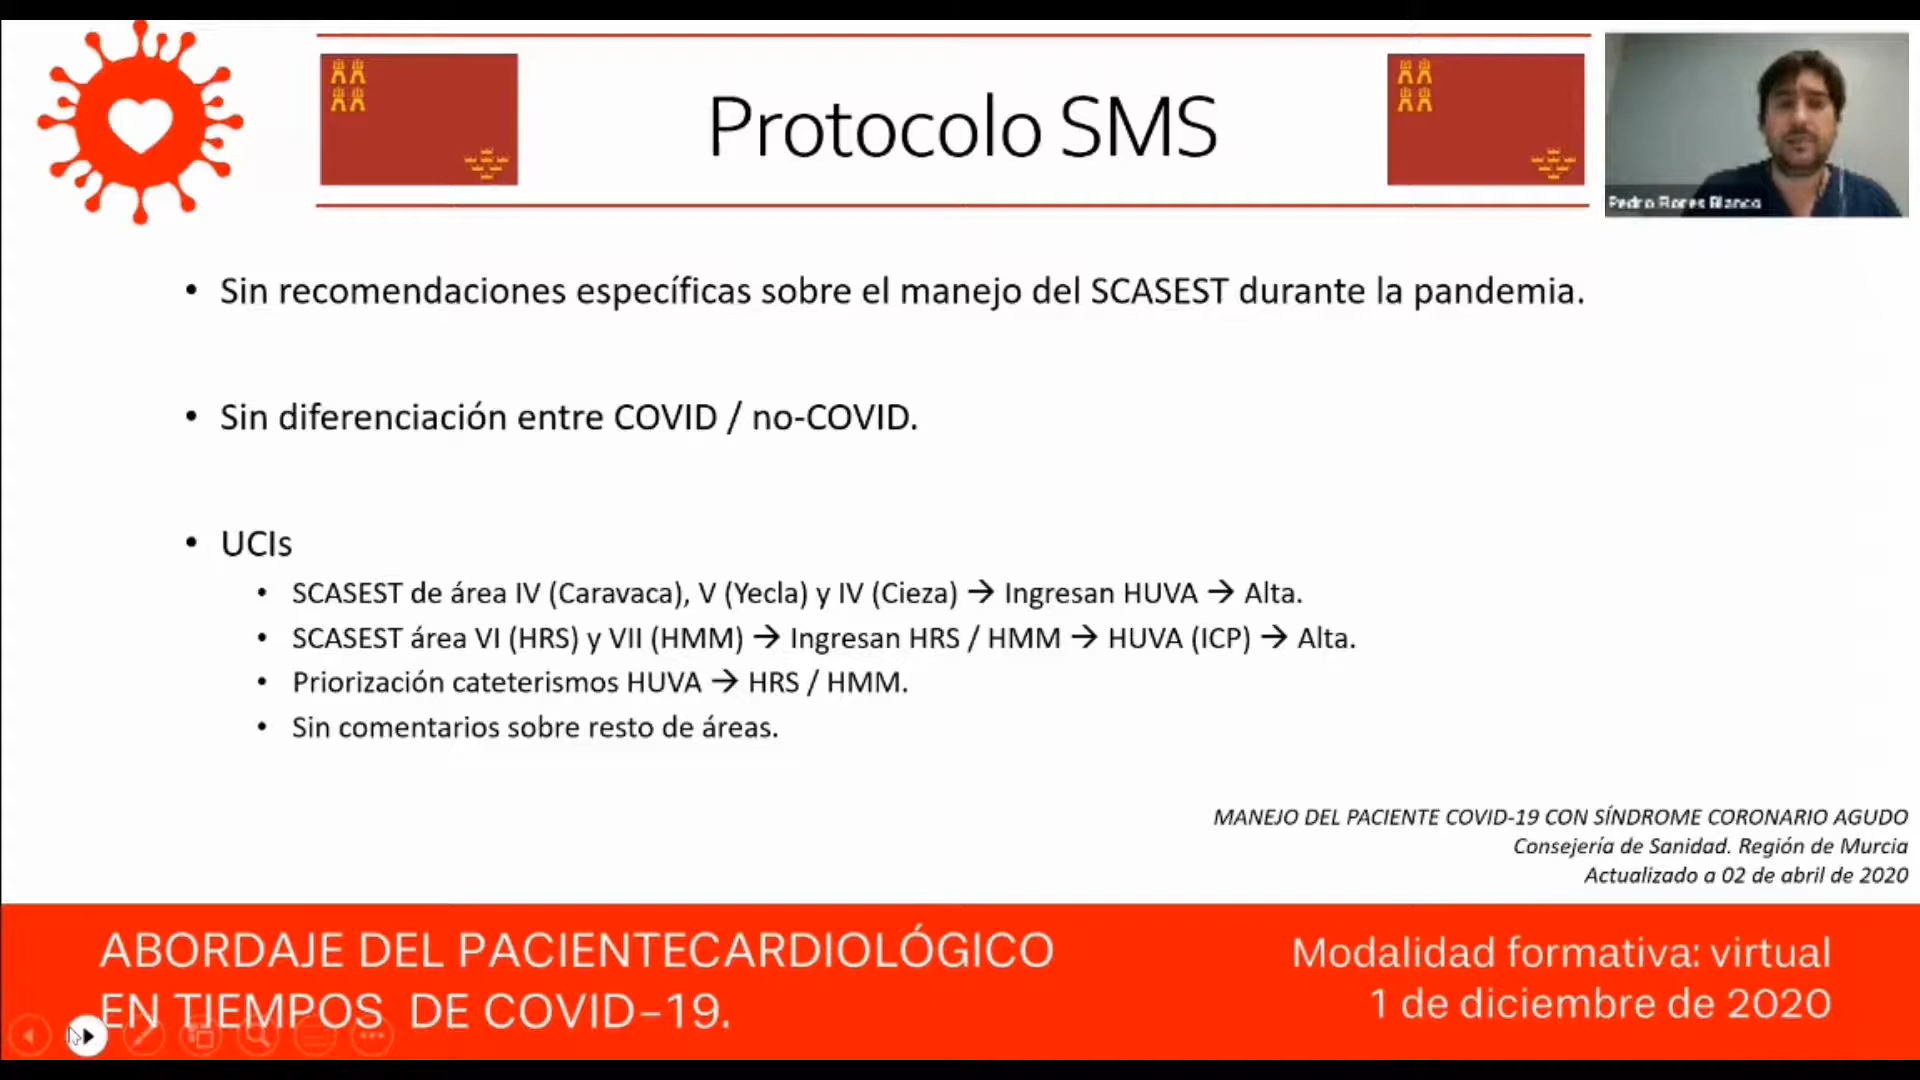 Protocolo SMS
Pedro Flores Blanco
• Sin recomendaciones específicas sobre el manejo del SCASEST durante la pandemia.
• Sin diferenciación entre COVID / no-COVID.
• UCIs
• SCASEST de área IV (Caravaca), V (Yecla) y IV (Cieza) → Ingresan HUVA → Alta.
• SCASEST área VI (HRS) y VII (HMM) → Ingresan HRS / HMM → HUVA (ICP) → Alta.
• Priorización cateterismos HUVA → HRS / HMM.
• Sin comentarios sobre resto de áreas.
MANEJO DEL PACIENTE COVID-19 CON SÍNDROME CORONARIO AGUDO
Consejería de Sanidad. Región de Murcia
Actualizado a 02 de abril de 2020
ABORDAJE DEL PACIENTECARDIOLÓGICO
EN TIEMPOS DE COVID-19.
Modalidad formativa: virtual
1 de diciembre de 2020